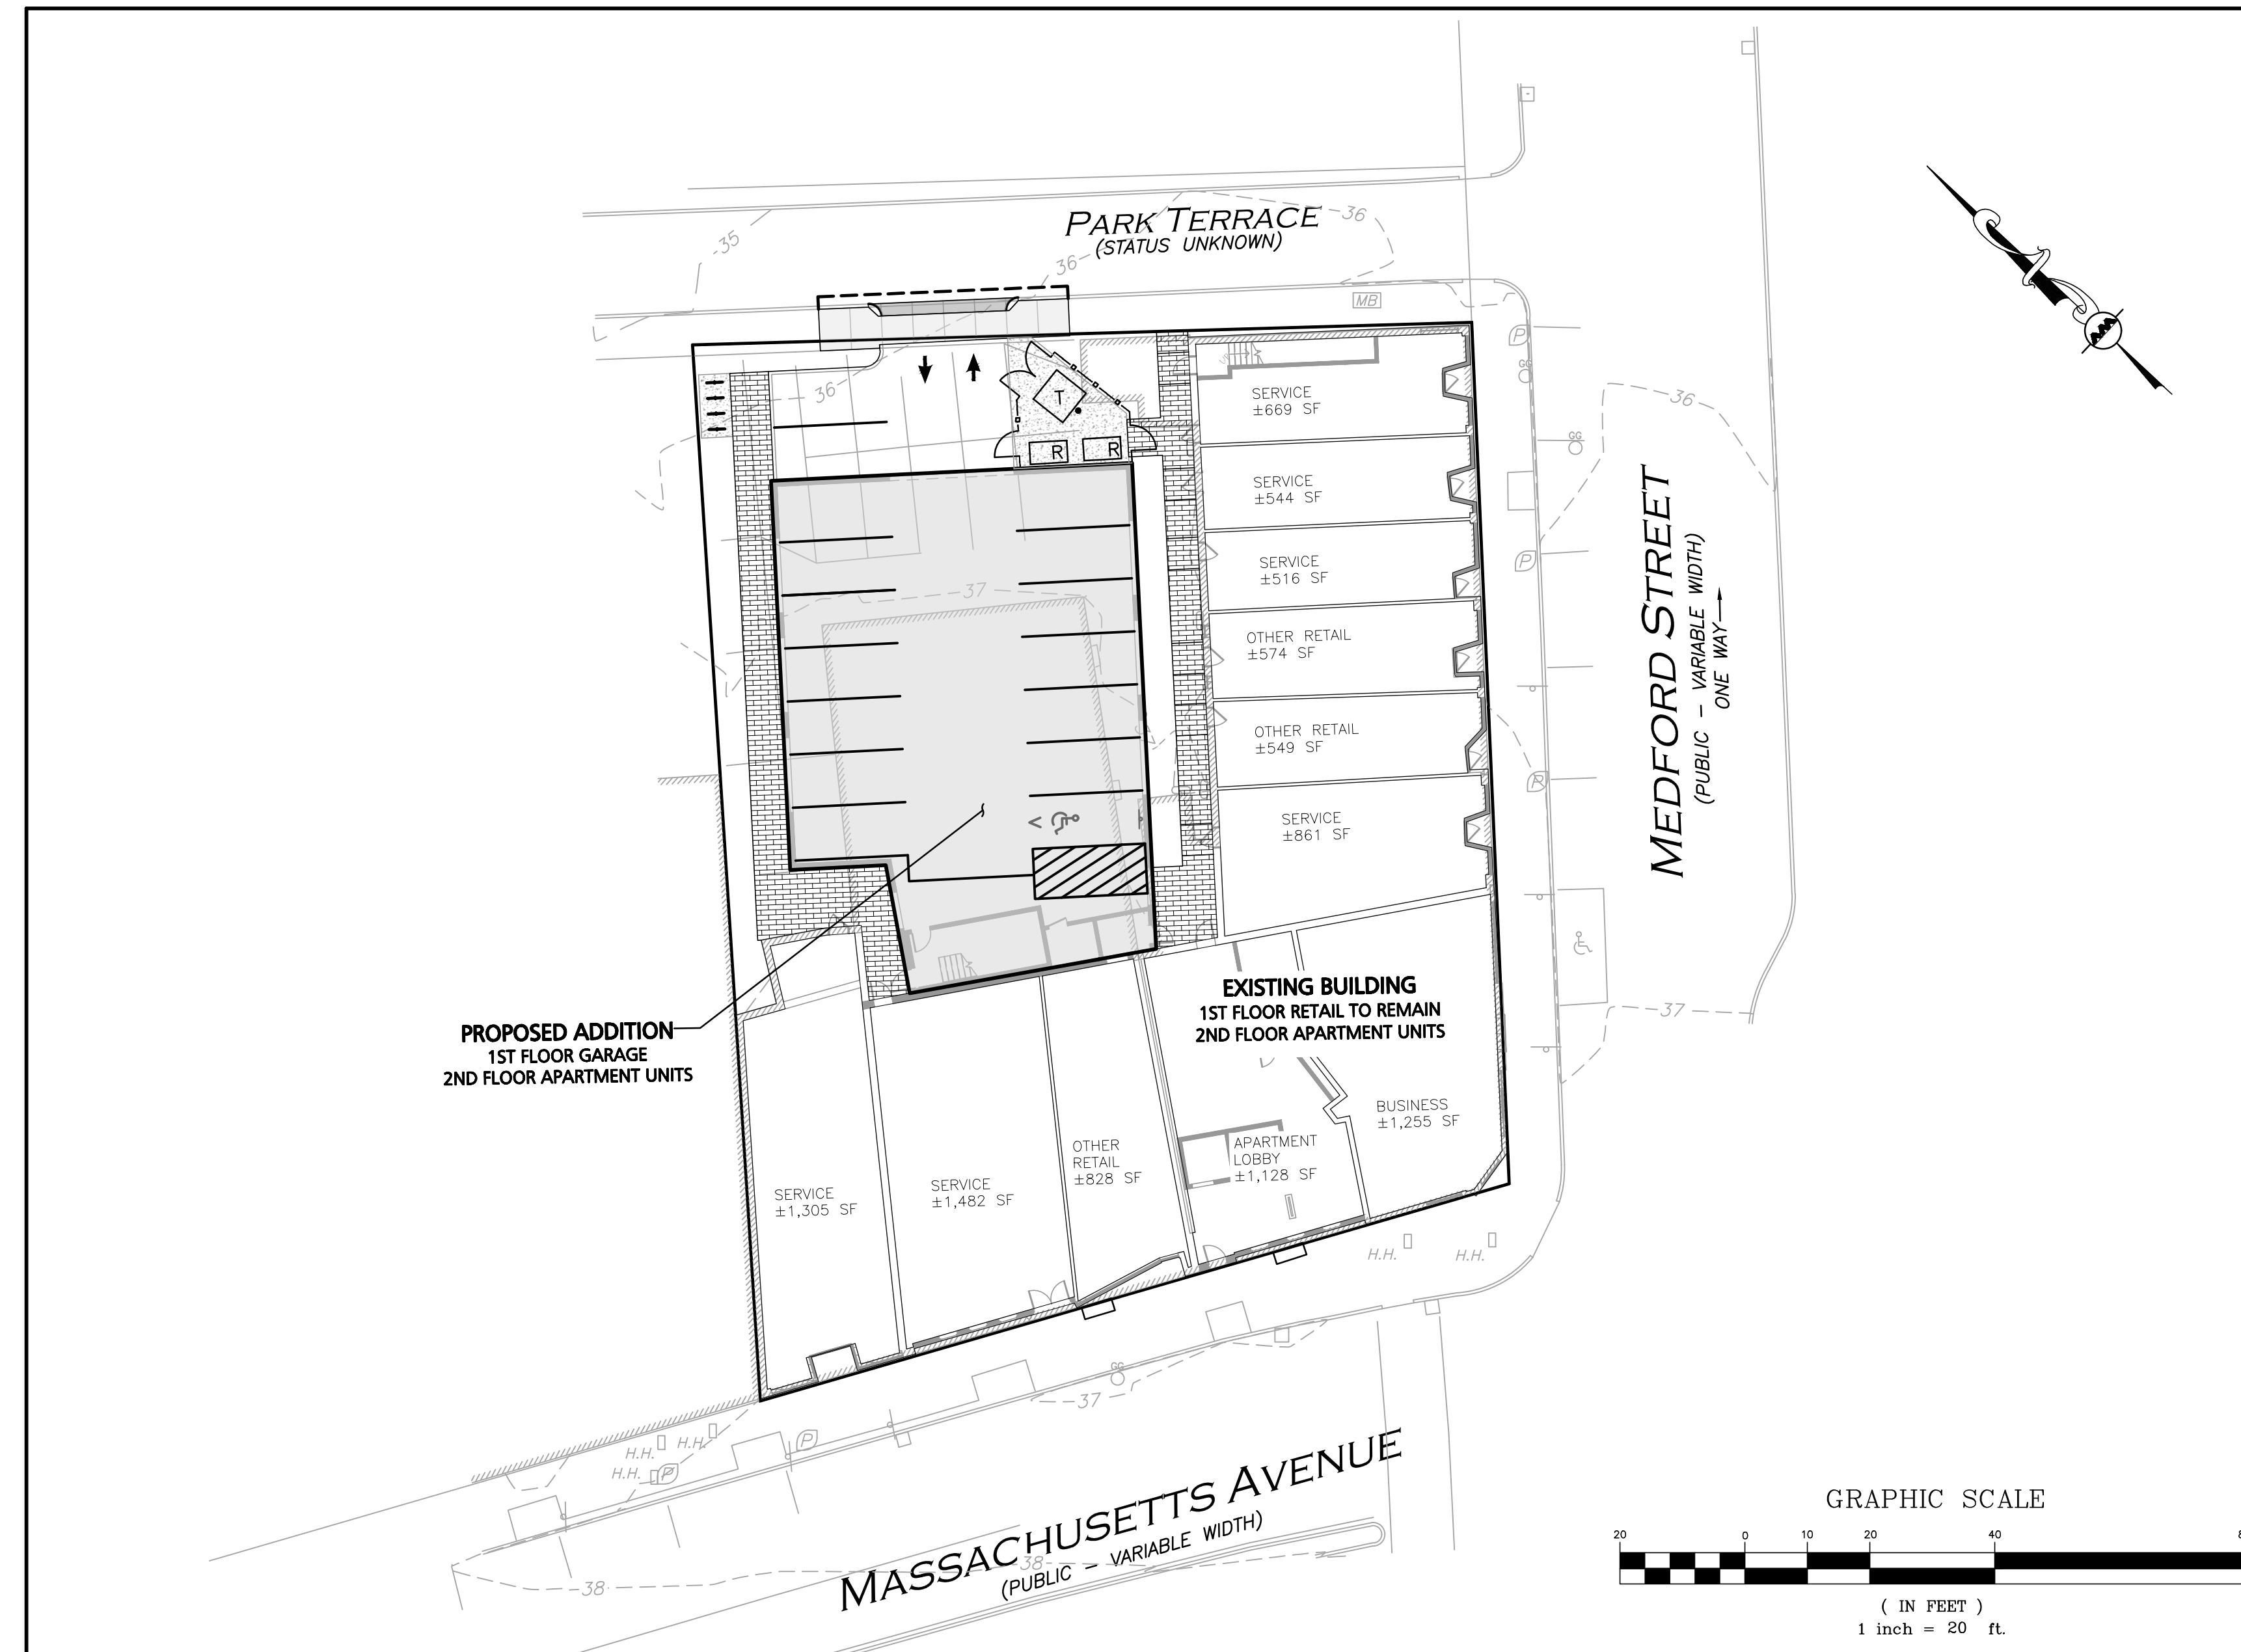 PARK TERRACE
(STATUS UNKNOWN)
35
36
36
36
MB
P
GG
T
R
R
SERVICE
±669 SF
SERVICE
±544 SF
SERVICE
±516 SF
OTHER RETAIL
±574 SF
OTHER RETAIL
±549 SF
SERVICE
±861 SF
GG
36
P
P
MEDFORD STREET
(PUBLIC - VARIABLE WIDTH)
ONE WAY
37
V
37
PROPOSED ADDITION
1ST FLOOR GARAGE
2ND FLOOR APARTMENT UNITS
EXISTING BUILDING
1ST FLOOR RETAIL TO REMAIN
2ND FLOOR APARTMENT UNITS
SERVICE
±1,305 SF
SERVICE
±1,482 SF
OTHER
RETAIL
±828 SF
APARTMENT
LOBBY
±1,128 SF
BUSINESS
±1,255 SF
H.H.
H.H.
GG
37
H.H.
H.H.
H.H.
P
P
38
38
MASSACHUSETTS AVENUE
(PUBLIC - VARIABLE WIDTH)
GRAPHIC SCALE
20 0 10 20 40
( IN FEET )
1 inch = 20 ft.